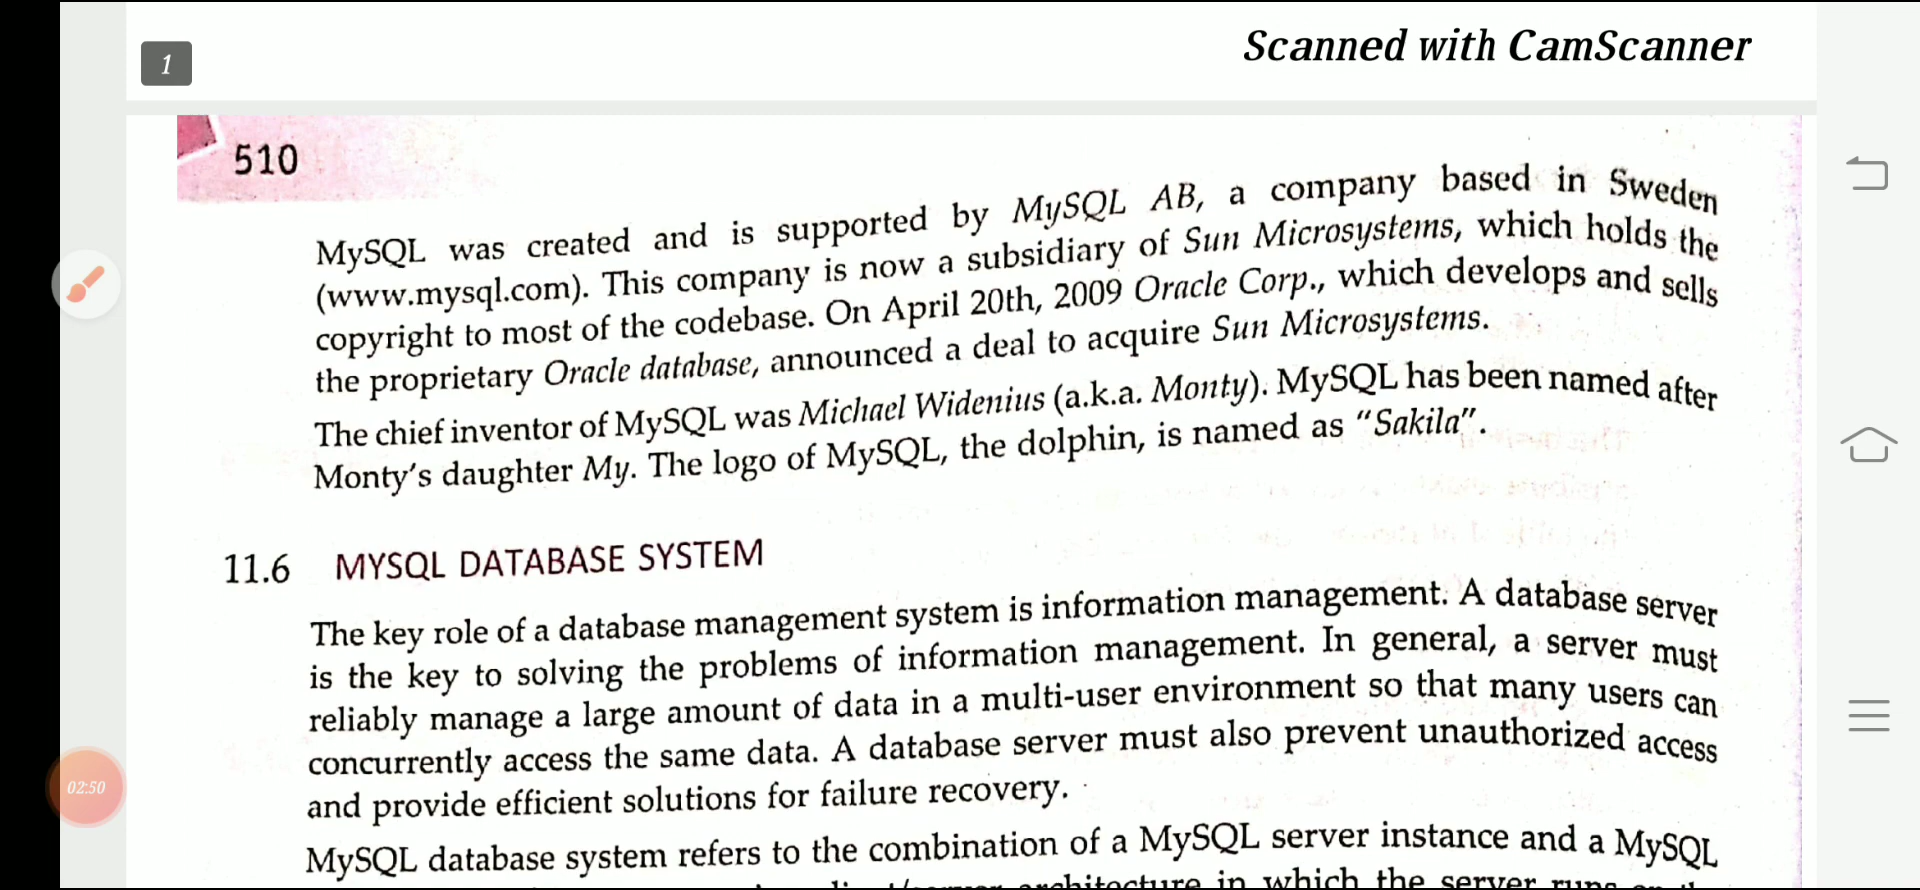 Scanned with CamScanner
1
510
MySQL was created and is supported by MySQL AB, a company based in Sweden
(www.mysql.com). This company is now a subsidiary of Sun Microsystems, which holds the
copyright to most of the codebase. On April 20th, 2009 Oracle Corp., which develops and sells
the proprietary Oracle database, announced a deal to acquire Sun Microsystems.
The chief inventor of MySQL was Michael Widenius (a.k.a. Monty). MySQL has been named after
Monty's daughter My. The logo of MySQL, the dolphin, is named as "Sakila".
11.6 MYSQL DATABASE SYSTEM
The key role of a database management system is information management. A database server
is the key to solving the problems of information management. In general, a server must
reliably manage a large amount of data in a multi-user environment so that many users can
concurrently access the same data. A database server must also prevent unauthorized access
and provide efficient solutions for failure recovery.
02:50
MySQL database system refers to the combination of a MySQL server instance and a MySQL
architecture in which the server runs